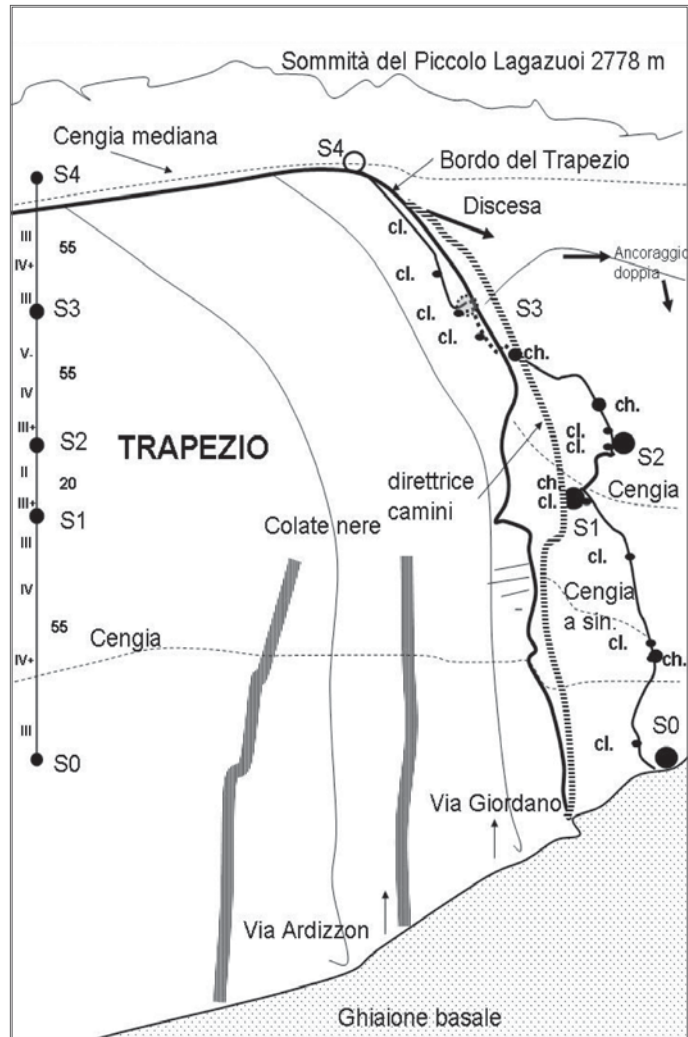 Sommità del Piccolo Lagazuoi 2778 m
Cengia mediana
S4
S4
Bordo del Trapezio
Discesa
Ancoraggio
doppia
III
55
IV+
III
cl.
cl.
cl.
cl.
S3
S3
ch.
ch.
V-
55
IV
III+
S2
TRAPEZIO
cl.
cl.
S2
direttrice
camini
Cengia
II
20
III+
S1
ch.
cl.
S1
Colate nere
cl.
III
IV
55
IV+
III
Cengia
Cengia
a sin.
cl.
ch.
S0
cl.
S0
Via Giordano
Via Ardizzon
Ghiaione basale